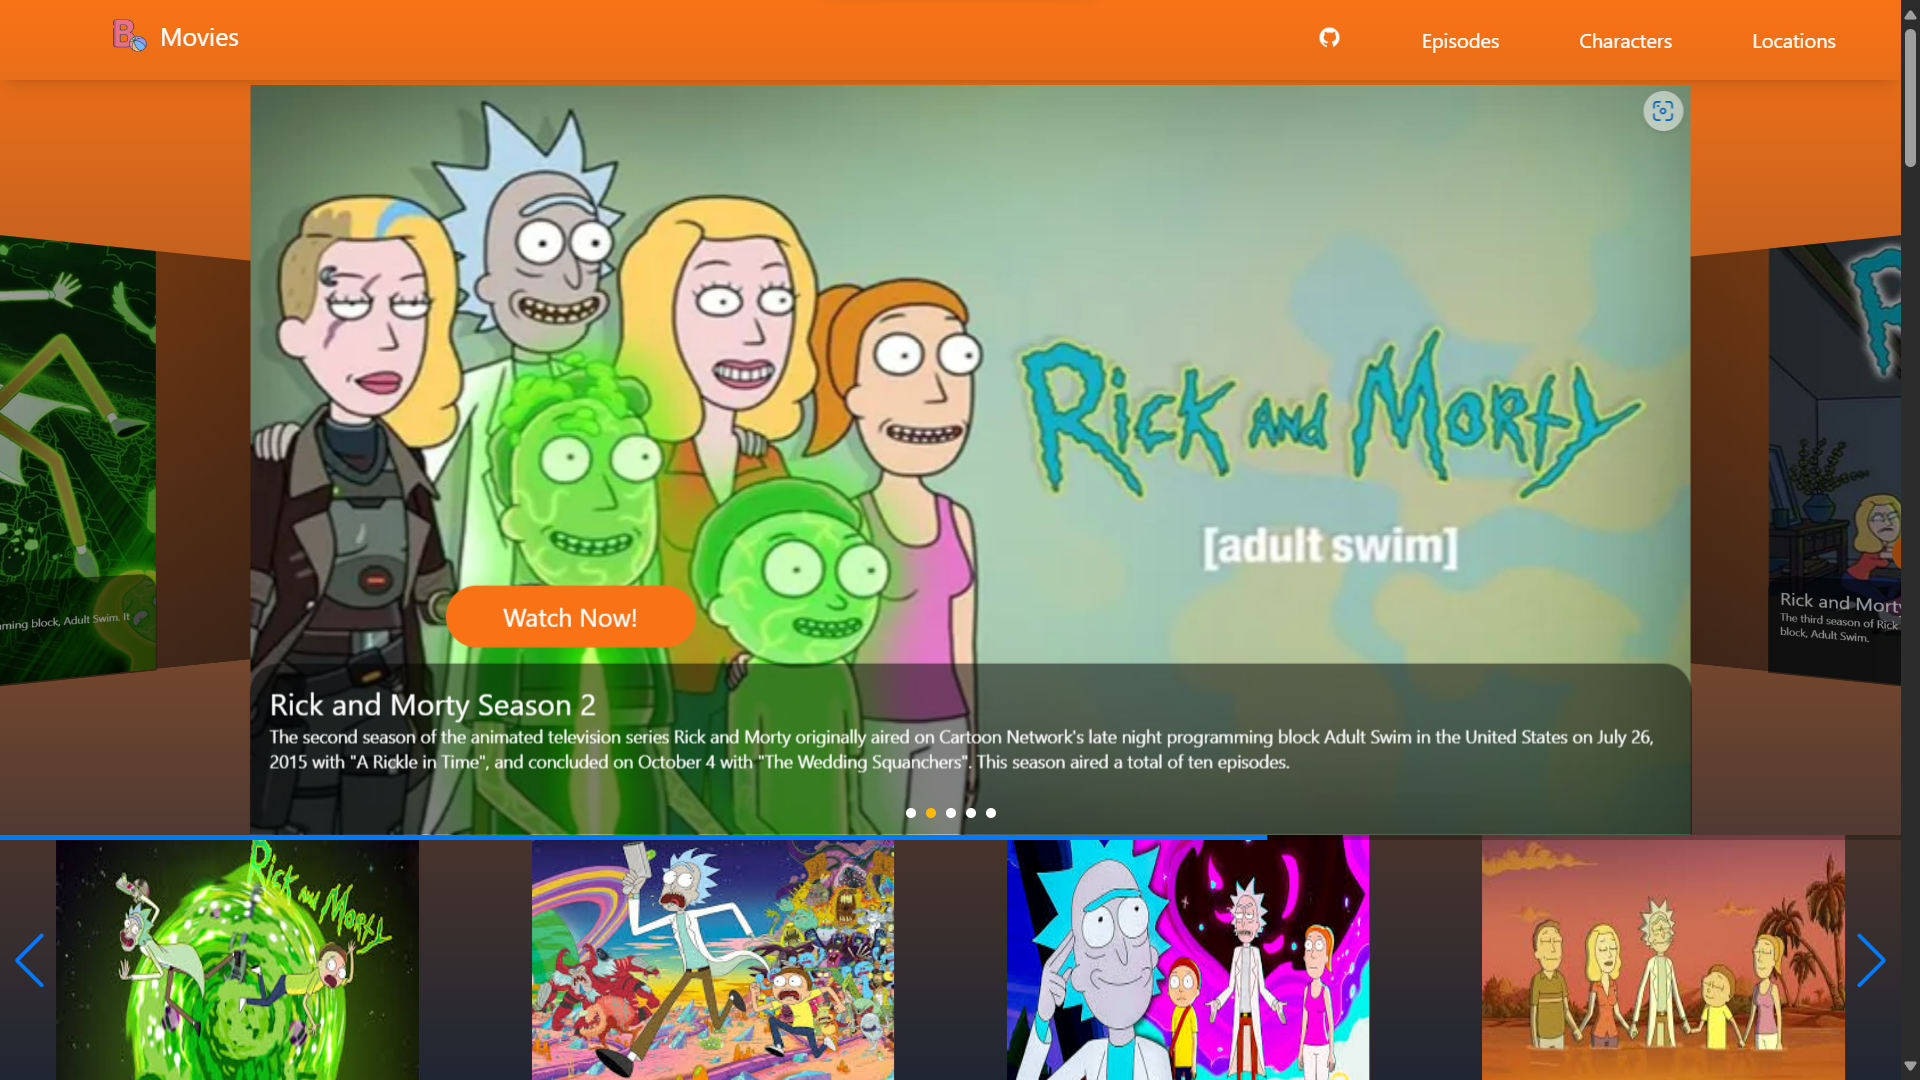 B Movies
Episodes
Characters
Locations
Rick and Morty
[adult swim]
Watch Now!
ming block, Adult Swim. It
Rick and Morty Season 2
The second season of the animated television series Rick and Morty originally aired on Cartoon Network's late night programming block Adult Swim in the United States on July 26,
2015 with "A Rickle in Time", and concluded on October 4 with "The Wedding Squanchers". This season aired a total of ten episodes.
R
Rick and Morty
The third season of Rick
block, Adult Swim.
Rick and Morty